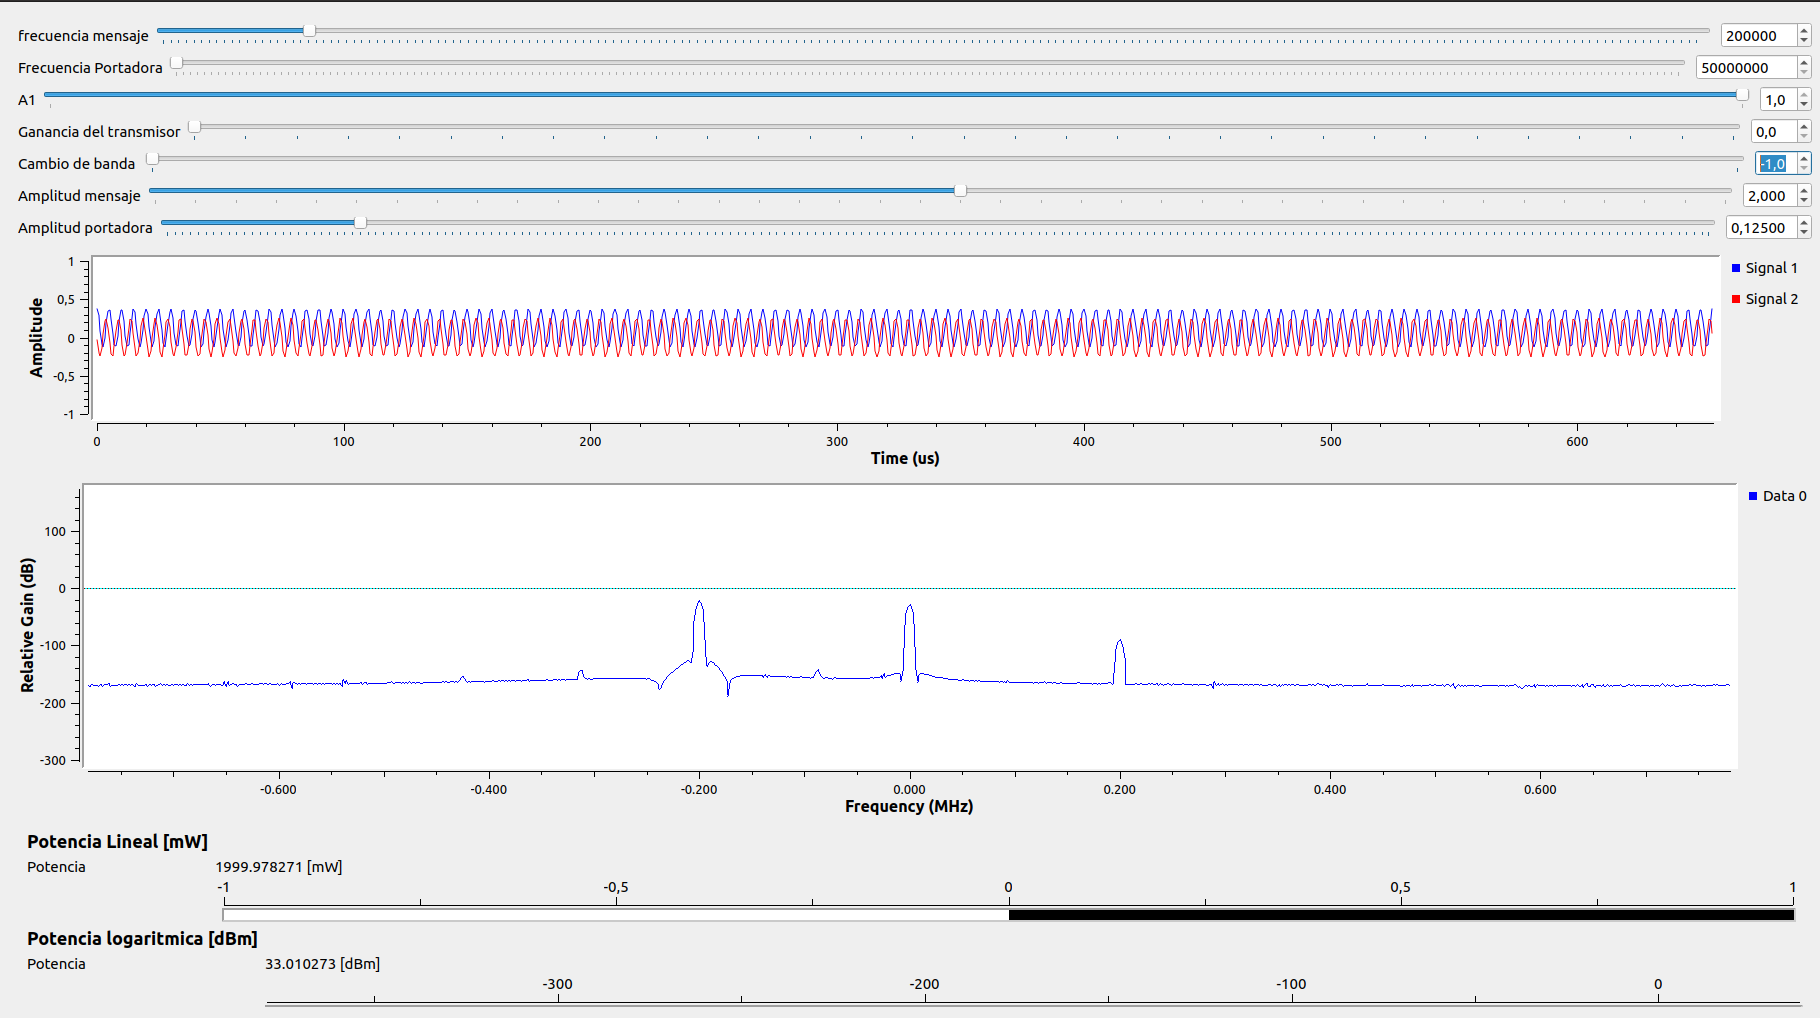 frecuencia mensaje 200000
Frecuencia Portadora 50000000
A1 1,0
Ganancia del transmisor 0,0
Cambio de banda -1,0
Amplitud mensaje 2,000
Amplitud portadora 0,12500
Amplitude
1
0,5
0
-0,5
-1
Signal 1
Signal 2
0 100 200 300 400 500 600
Time (us)
Relative Gain (dB)
100
0
-100
-200
-300
Data 0
-0.600 -0.400 -0.200 0.000 0.200 0.400 0.600
Frequency (MHz)
Potencia Lineal [mW]
Potencia 1999.978271 [mW]
-1 -0,5 0 0,5 1
Potencia logaritmica [dBm]
Potencia 33.010273 [dBm]
-300 -200 -100 0